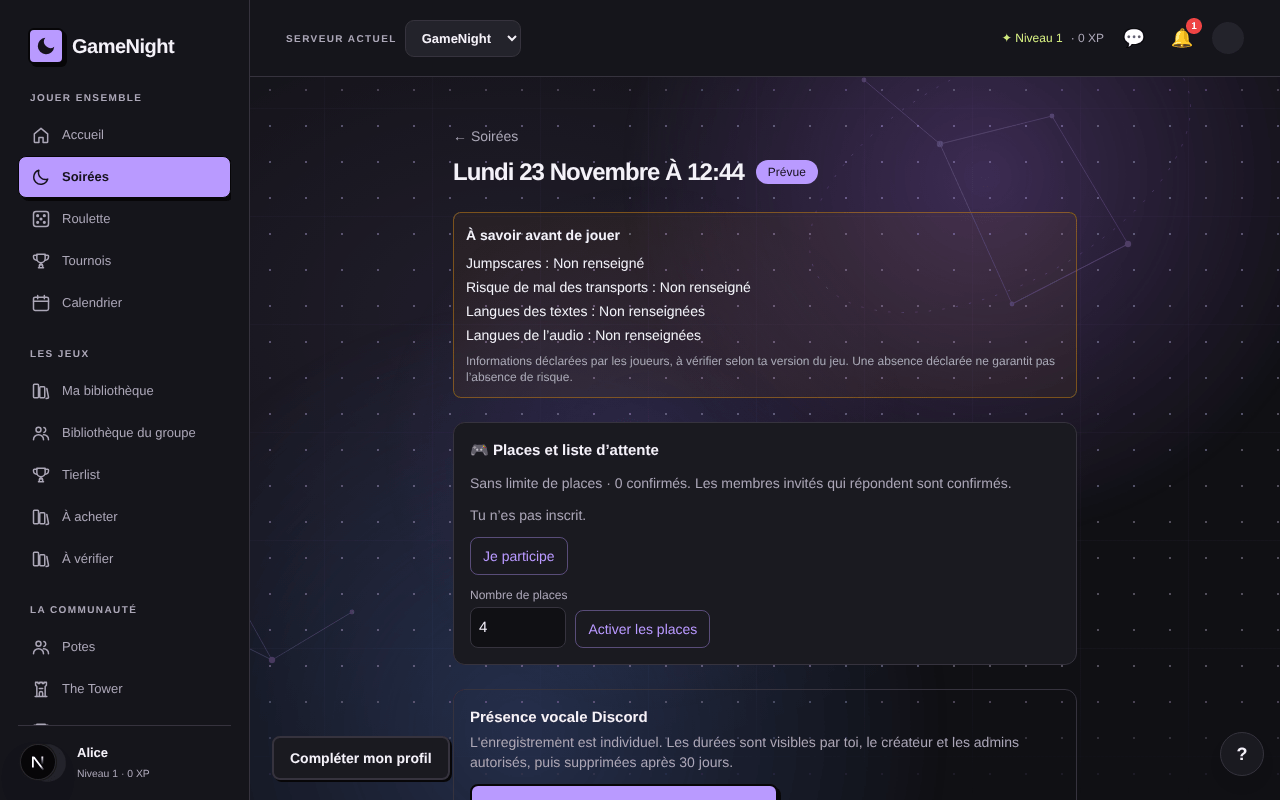 GameNight
SERVEUR ACTUEL
GameNight
✦ Niveau 1 · 0 XP
1
JOUER ENSEMBLE
Accueil
Soirées
Roulette
Tournois
Calendrier
LES JEUX
Ma bibliothèque
Bibliothèque du groupe
Tierlist
À acheter
À vérifier
LA COMMUNAUTÉ
Potes
The Tower
N
Alice
Niveau 1 · 0 XP
← Soirées
Lundi 23 Novembre À 12:44
Prévue
À savoir avant de jouer
Jumpscares : Non renseigné
Risque de mal des transports : Non renseigné
Langues des textes : Non renseignées
Langues de l’audio : Non renseignées
Informations déclarées par les joueurs, à vérifier selon ta version du jeu. Une absence déclarée ne garantit pas
l’absence de risque.
🎮 Places et liste d’attente
Sans limite de places · 0 confirmés. Les membres invités qui répondent sont confirmés.
Tu n’es pas inscrit.
Je participe
Nombre de places
4
Activer les places
Présence vocale Discord
L’enregistrement est individuel. Les durées sont visibles par toi, le créateur et les admins
autorisés, puis supprimées après 30 jours.
Compléter mon profil
?